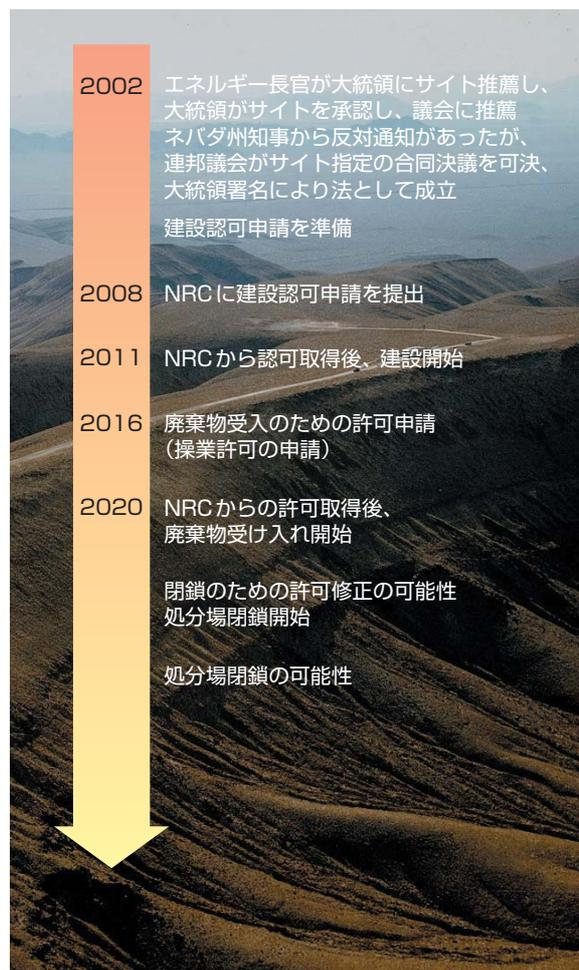 2002 エネルギー長官が大統領にサイト推薦し、
大統領がサイトを承認し、議会に推薦
ネバダ州知事から反対通知があったが、
連邦議会がサイト指定の合同決議を可決、
大統領署名により法として成立
建設認可申請を準備
2008 NRCに建設認可申請を提出
2011 NRCから認可取得後、建設開始
2016 廃棄物受入のための許可申請
（操業許可の申請）
2020 NRCからの許可取得後、
廃棄物受け入れ開始
閉鎖のための許可修正の可能性
処分場閉鎖開始
処分場閉鎖の可能性